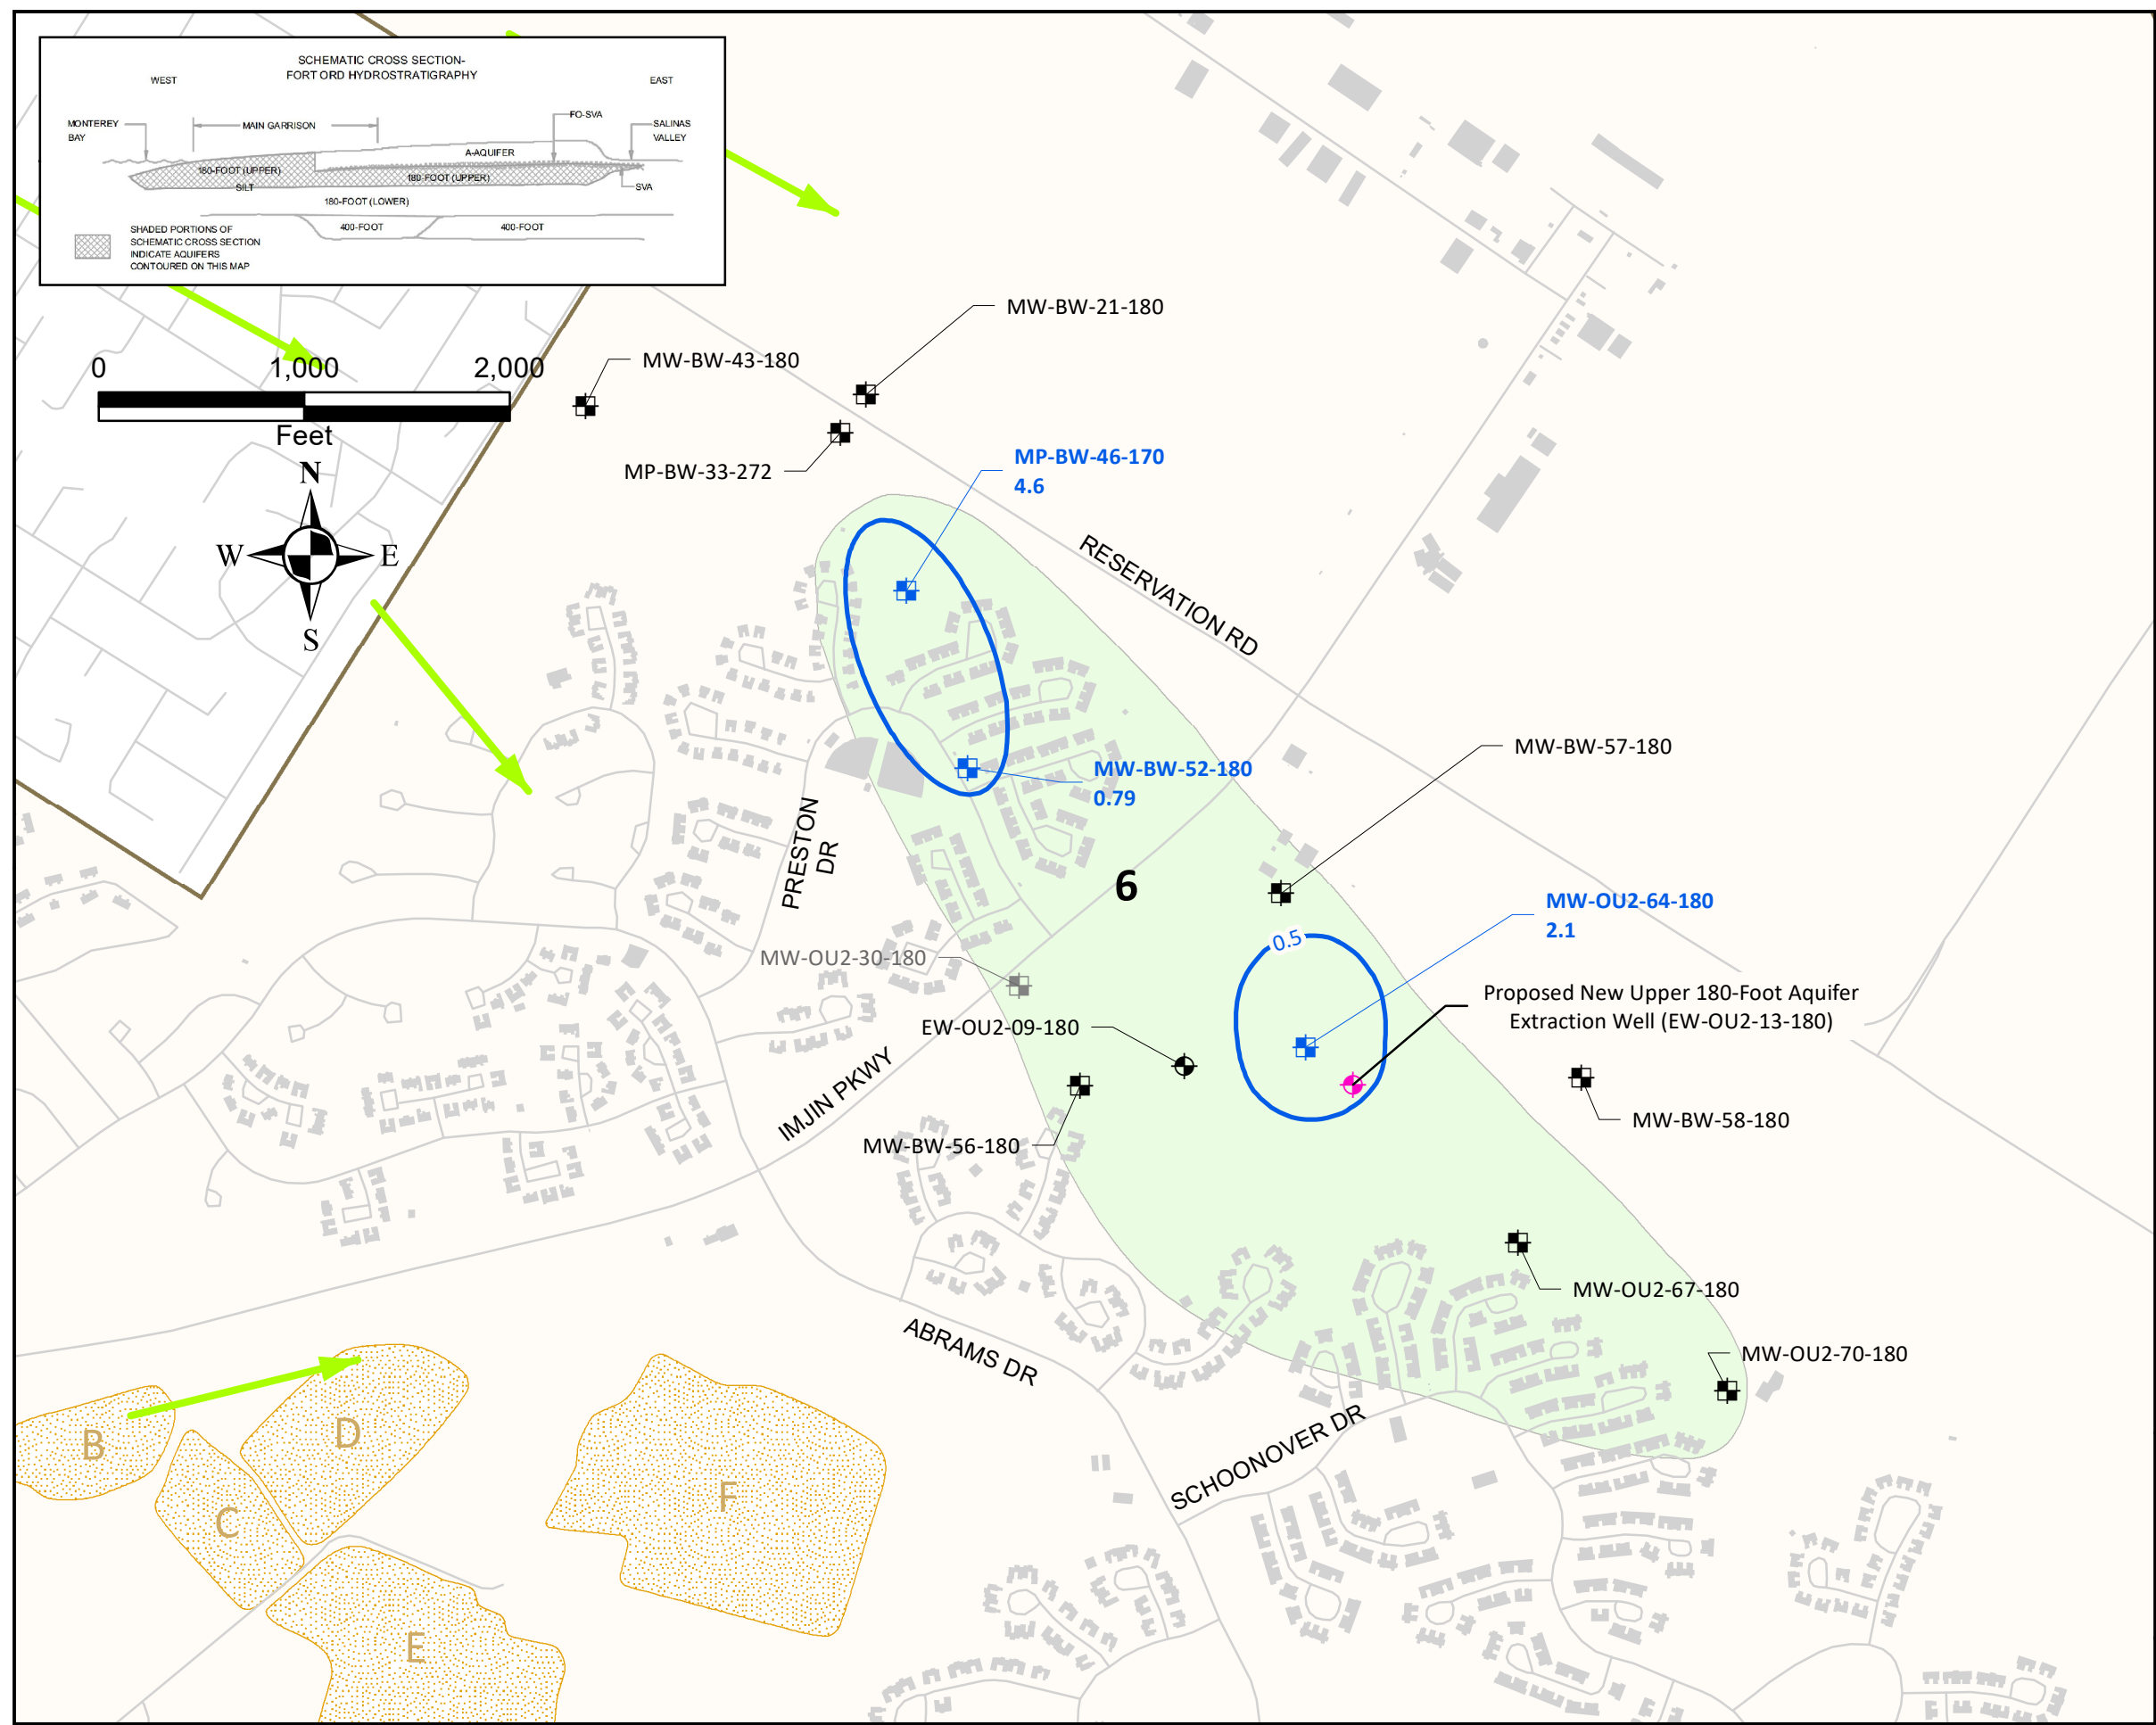 SCHEMATIC CROSS SECTION-
FORT ORD HYDROSTRATIGRAPHY
WEST
EAST
MONTEREY
BAY
MAIN GARRISON
FO-SVA
SALINAS
VALLEY
A-AQUIFER
180-FOOT (UPPER)
180-FOOT (UPPER)
SILT
SVA
180-FOOT (LOWER)
400-FOOT
400-FOOT
SHADED PORTIONS OF
SCHEMATIC CROSS SECTION
INDICATE AQUIFERS
CONTOURED ON THIS MAP
0
1,000
2,000
Feet
N
W
E
S
MW-BW-21-180
MW-BW-43-180
MP-BW-33-272
MP-BW-46-170
4.6
RESERVATION RD
MW-BW-57-180
MW-BW-52-180
0.79
PRESTON
DR
6
MW-OU2-64-180
2.1
0.5
MW-OU2-30-180
Proposed New Upper 180-Foot Aquifer
Extraction Well (EW-OU2-13-180)
EW-OU2-09-180
IMJIN PKWY
MW-BW-56-180
MW-BW-58-180
MW-OU2-67-180
ABRAMS DR
MW-OU2-70-180
SCHOONOVER DR
B
D
C
F
E